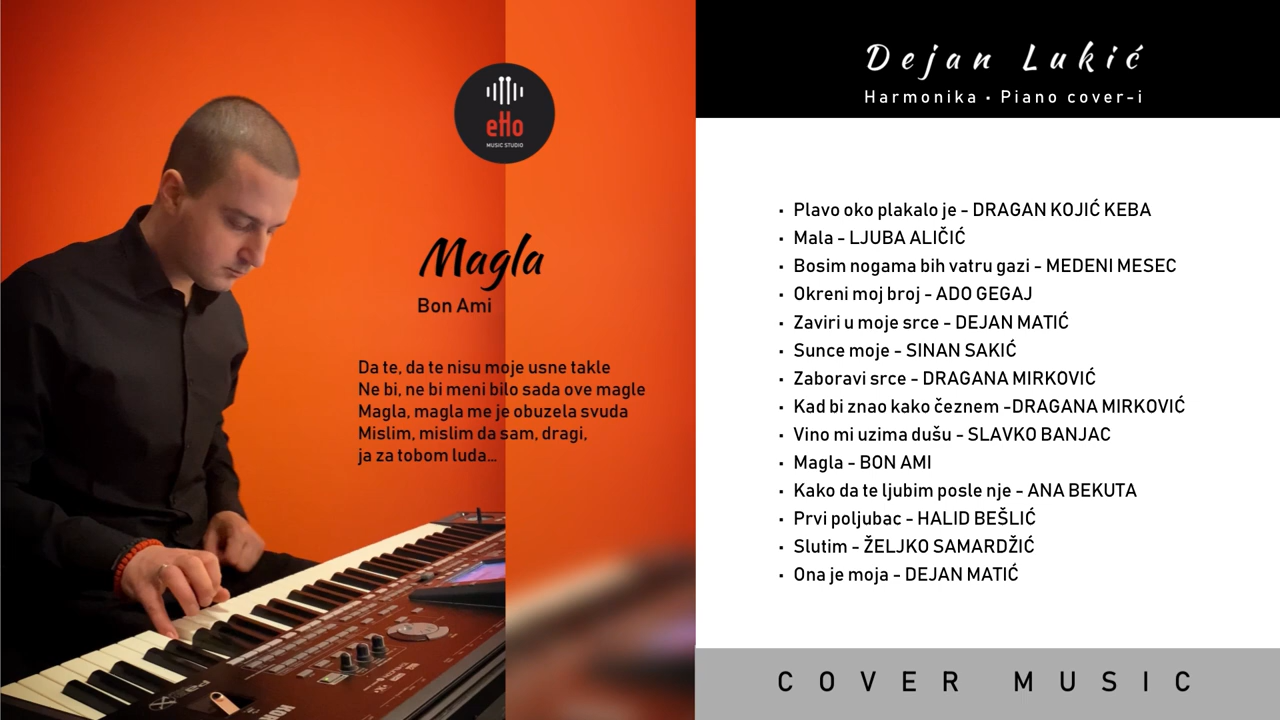 eHo
MUSIC STUDIO
Magla
Bon Ami
Da te, da te nisu moje usne takle
Ne bi, ne bi meni bilo sada ove magle
Magla, magla me je obuzela svuda
Mislim, mislim da sam, dragi,
ja za tobom luda...
KORG
Dejan Lukić
Harmonika · Piano cover-i
· Plavo oko plakalo je - DRAGAN KOJIĆ KEBA
· Mala - LJUBA ALIČIĆ
· Bosim nogama bih vatru gazi - MEDENI MESEC
· Okreni moj broj - ADO GEGAJ
· Zaviri u moje srce - DEJAN MATIĆ
· Sunce moje - SINAN SAKIĆ
· Zaboravi srce - DRAGANA MIRKOVIĆ
· Kad bi znao kako čeznem -DRAGANA MIRKOVIĆ
· Vino mi uzima dušu - SLAVKO BANJAC
· Magla - BON AMI
· Kako da te ljubim posle nje - ANA BEKUTA
· Prvi poljubac - HALID BEŠLIĆ
· Slutim - ŽELJKO SAMARDŽIĆ
· Ona je moja - DEJAN MATIĆ
COVER MUSIC